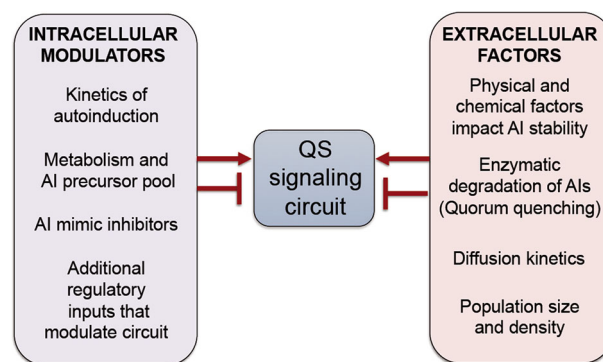 INTRACELLULAR
MODULATORS
Kinetics of
autoinduction
Metabolism and
AI precursor pool
AI mimic inhibitors
Additional
regulatory
inputs that
modulate circuit
QS
signaling
circuit
EXTRACELLULAR
FACTORS
Physical and
chemical factors
impact AI stability
Enzymatic
degradation of AIs
(Quorum quenching)
Diffusion kinetics
Population size
and density